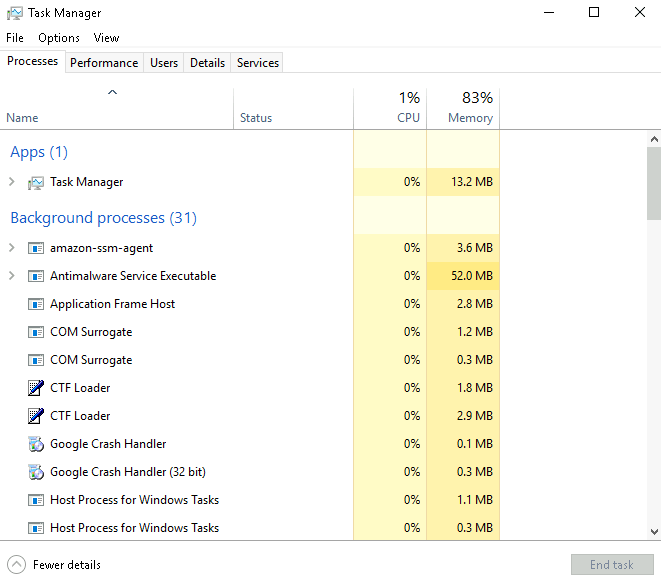 Task Manager
File Options View
Processes Performance Users Details Services
1% 83%
Name Status CPU Memory
Apps (1)
Task Manager 0% 13.2 MB
Background processes (31)
amazon-ssm-agent 0% 3.6 MB
Antimalware Service Executable 0% 52.0 MB
Application Frame Host 0% 2.8 MB
COM Surrogate 0% 1.2 MB
COM Surrogate 0% 0.3 MB
CTF Loader 0% 1.8 MB
CTF Loader 0% 2.9 MB
Google Crash Handler 0% 0.1 MB
Google Crash Handler (32 bit) 0% 0.3 MB
Host Process for Windows Tasks 0% 1.1 MB
Host Process for Windows Tasks 0% 0.3 MB
Fewer details End task